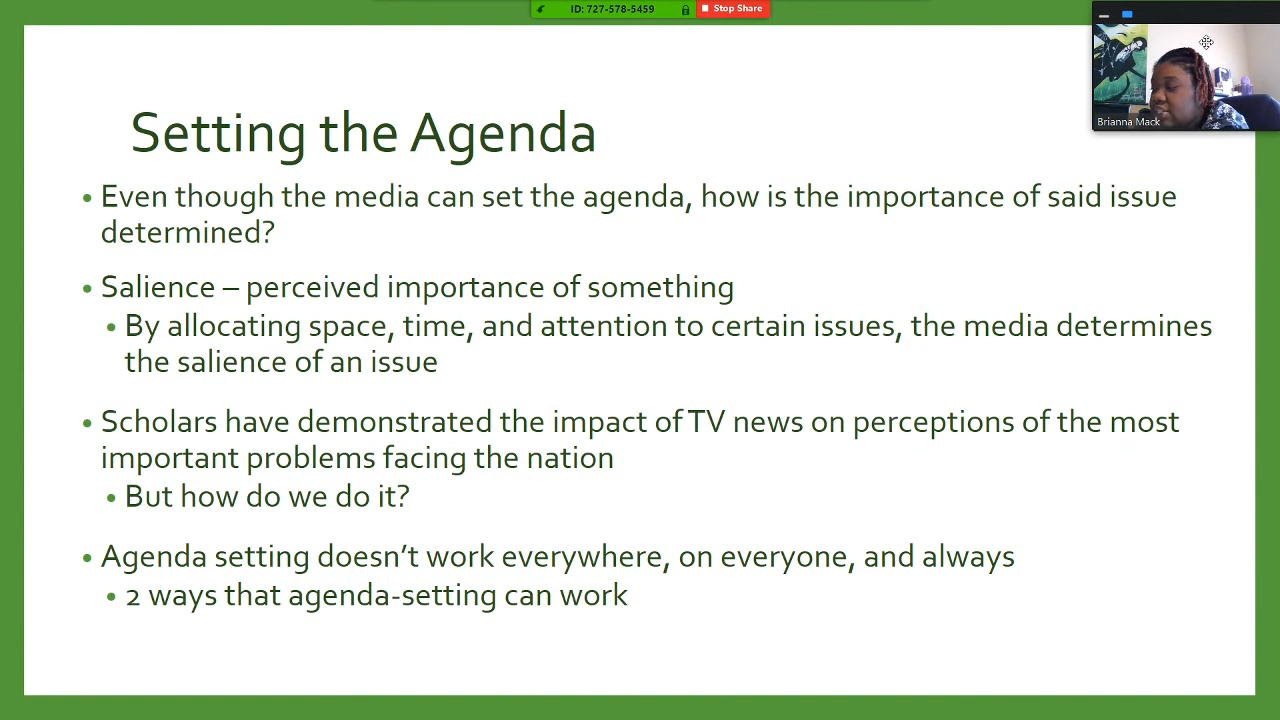 ID: 727-578-5459
Stop Share
Brianna Mack
Setting the Agenda
• Even though the media can set the agenda, how is the importance of said issue
determined?
• Salience – perceived importance of something
• By allocating space, time, and attention to certain issues, the media determines
the salience of an issue
• Scholars have demonstrated the impact of TV news on perceptions of the most
important problems facing the nation
• But how do we do it?
• Agenda setting doesn’t work everywhere, on everyone, and always
• 2 ways that agenda-setting can work